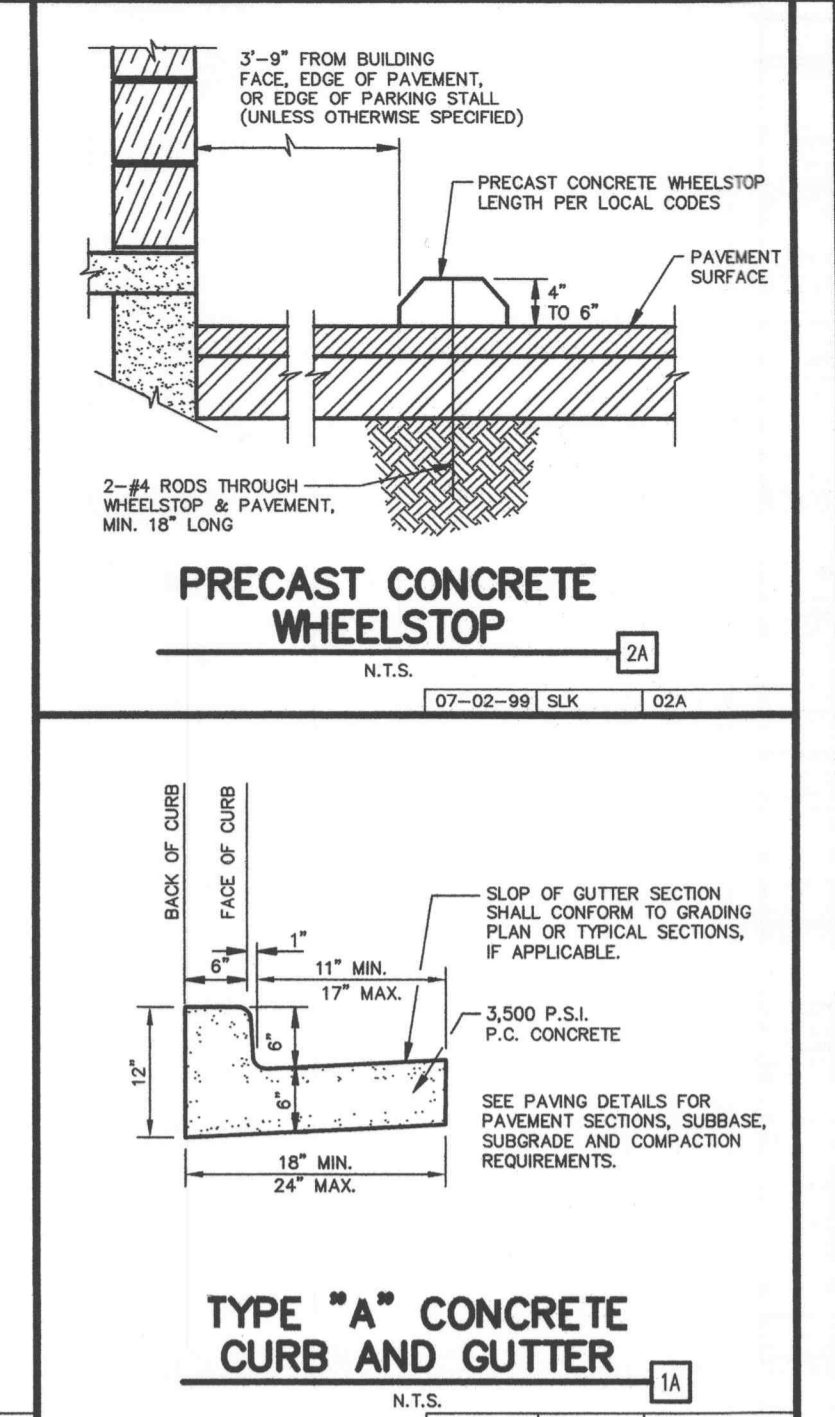 3'-9" FROM BUILDING
FACE, EDGE OF PAVEMENT,
OR EDGE OF PARKING STALL
(UNLESS OTHERWISE SPECIFIED)
PRECAST CONCRETE WHEELSTOP
LENGTH PER LOCAL CODES
PAVEMENT
SURFACE
4"
TO 6"
2-#4 RODS THROUGH
WHEELSTOP & PAVEMENT,
MIN. 18" LONG
PRECAST CONCRETE
WHEELSTOP
2A
N.T.S.
07-02-99 SLK 02A
BACK OF CURB
FACE OF CURB
SLOP OF GUTTER SECTION
SHALL CONFORM TO GRADING
PLAN OR TYPICAL SECTIONS,
IF APPLICABLE.
1"
6"
11" MIN.
17" MAX.
3,500 P.S.I.
P.C. CONCRETE
6"
12"
6"
SEE PAVING DETAILS FOR
PAVEMENT SECTIONS, SUBBASE,
SUBGRADE AND COMPACTION
REQUIREMENTS.
18" MIN.
24" MAX.
TYPE "A" CONCRETE
CURB AND GUTTER
1A
N.T.S.